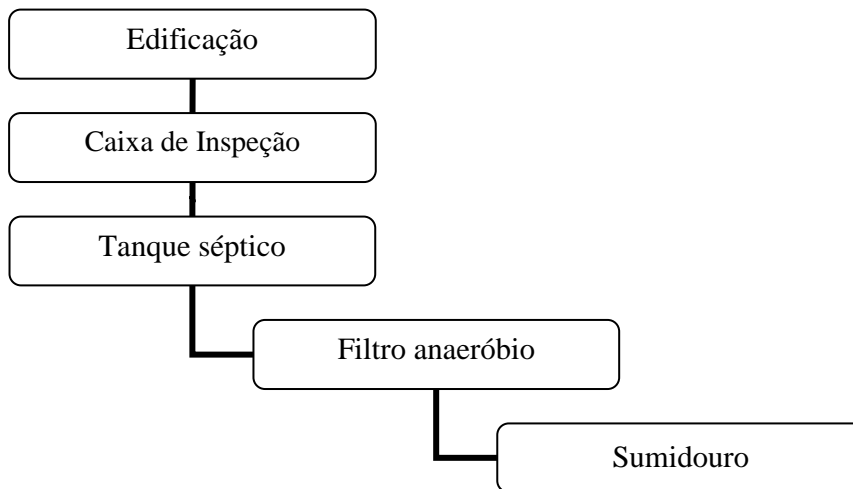 Edificação
Caixa de Inspeção
Tanque séptico
Filtro anaeróbio
Sumidouro